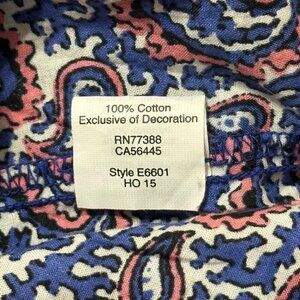 100% Cotton
Exclusive of Decoration
RN77388
CA56445
Style E6601
HO 15